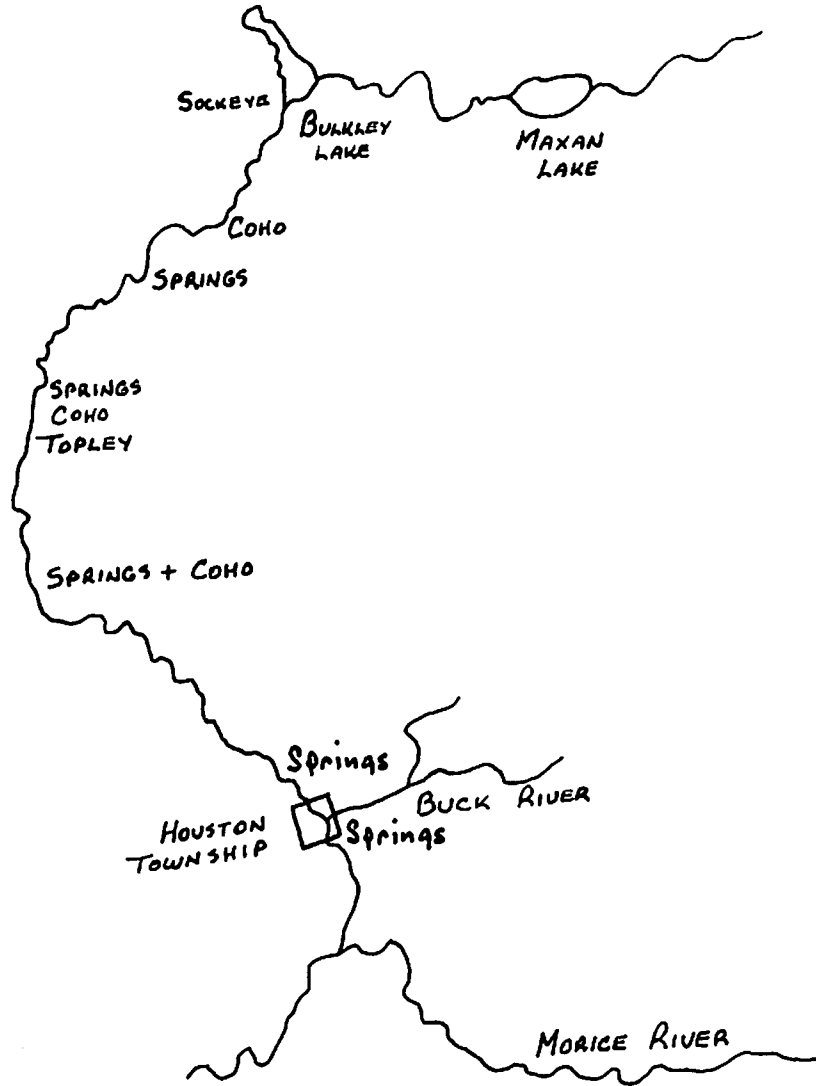 SOCKEYE
BULKLEY
LAKE
MAXAN
LAKE
COHO
SPRINGS
SPRINGS
COHO
TOPLEY
SPRINGS + COHO
Springs
BUCK RIVER
HOUSTON
TOWNSHIP
Springs
MORICE RIVER